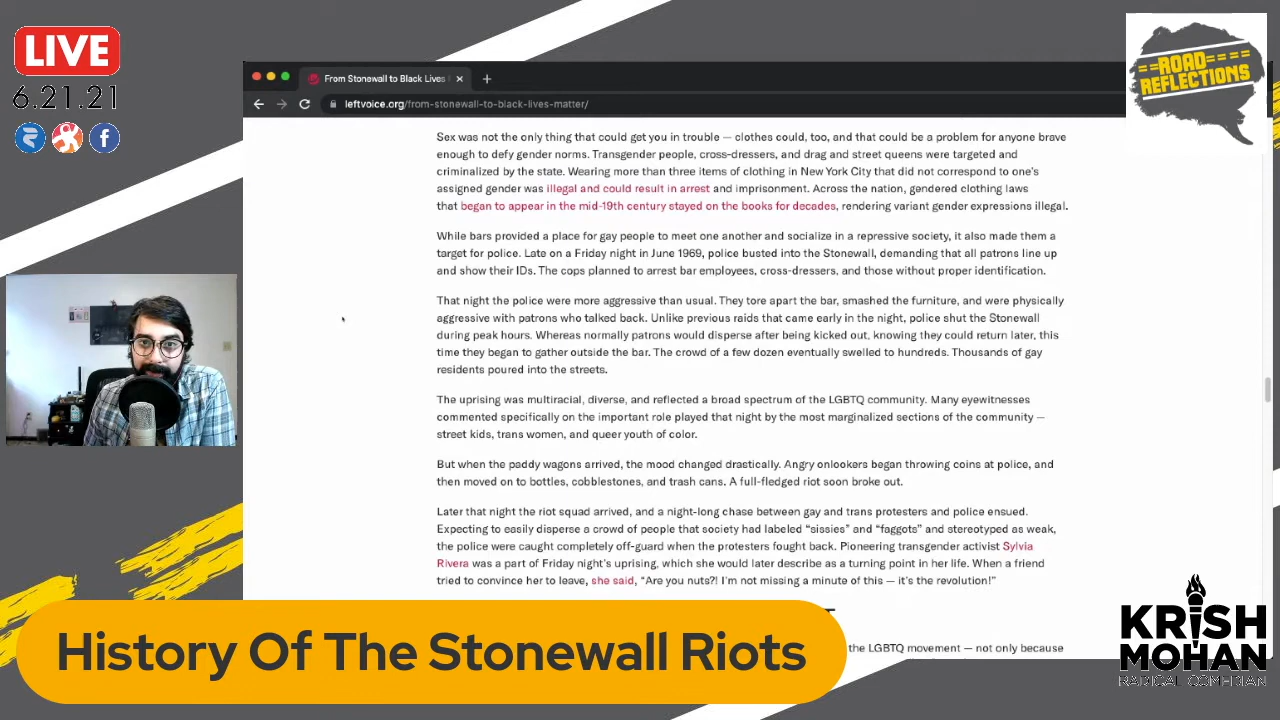 LIVE
6.21.21
From Stonewall to Black Lives
leftvoice.org/from-stonewall-to-black-lives-matter/
==ROAD====
REFLECTIONS
Sex was not the only thing that could get you in trouble — clothes could, too, and that could be a problem for anyone brave
enough to defy gender norms. Transgender people, cross-dressers, and drag and street queens were targeted and
criminalized by the state. Wearing more than three items of clothing in New York City that did not correspond to one's
assigned gender was illegal and could result in arrest and imprisonment. Across the nation, gendered clothing laws
that began to appear in the mid-19th century stayed on the books for decades, rendering variant gender expressions illegal.
While bars provided a place for gay people to meet one another and socialize in a repressive society, it also made them a
target for police. Late on a Friday night in June 1969, police busted into the Stonewall, demanding that all patrons line up
and show their IDs. The cops planned to arrest bar employees, cross-dressers, and those without proper identification.
That night the police were more aggressive than usual. They tore apart the bar, smashed the furniture, and were physically
aggressive with patrons who talked back. Unlike previous raids that came early in the night, police shut the Stonewall
during peak hours. Whereas normally patrons would disperse after being kicked out, knowing they could return later, this
time they began to gather outside the bar. The crowd of a few dozen eventually swelled to hundreds. Thousands of gay
residents poured into the streets.
The uprising was multiracial, diverse, and reflected a broad spectrum of the LGBTQ community. Many eyewitnesses
commented specifically on the important role played that night by the most marginalized sections of the community —
street kids, trans women, and queer youth of color.
But when the paddy wagons arrived, the mood changed drastically. Angry onlookers began throwing coins at police, and
then moved on to bottles, cobblestones, and trash cans. A full-fledged riot soon broke out.
Later that night the riot squad arrived, and a night-long chase between gay and trans protesters and police ensued.
Expecting to easily disperse a crowd of people that society had labeled “sissies” and “faggots” and stereotyped as weak,
the police were caught completely off-guard when the protesters fought back. Pioneering transgender activist Sylvia
Rivera was a part of Friday night's uprising, which she would later describe as a turning point in her life. When a friend
tried to convince her to leave, she said, “Are you nuts?! I'm not missing a minute of this — it's the revolution!”
the LGBTQ movement — not only because
History Of The Stonewall Riots
KRISH
MOHAN
RADICAL COMEDIAN